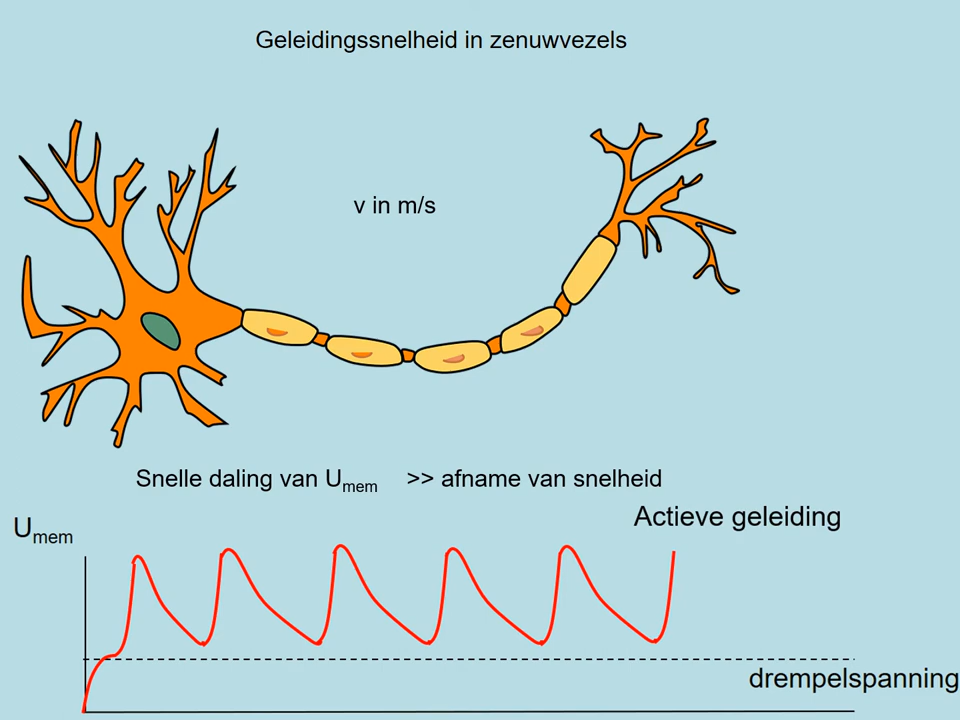 Geleidingssnelheid in zenuwvezels
v in m/s
Snelle daling van Umem >> afname van snelheid
Actieve geleiding
Umem
drempelspanning